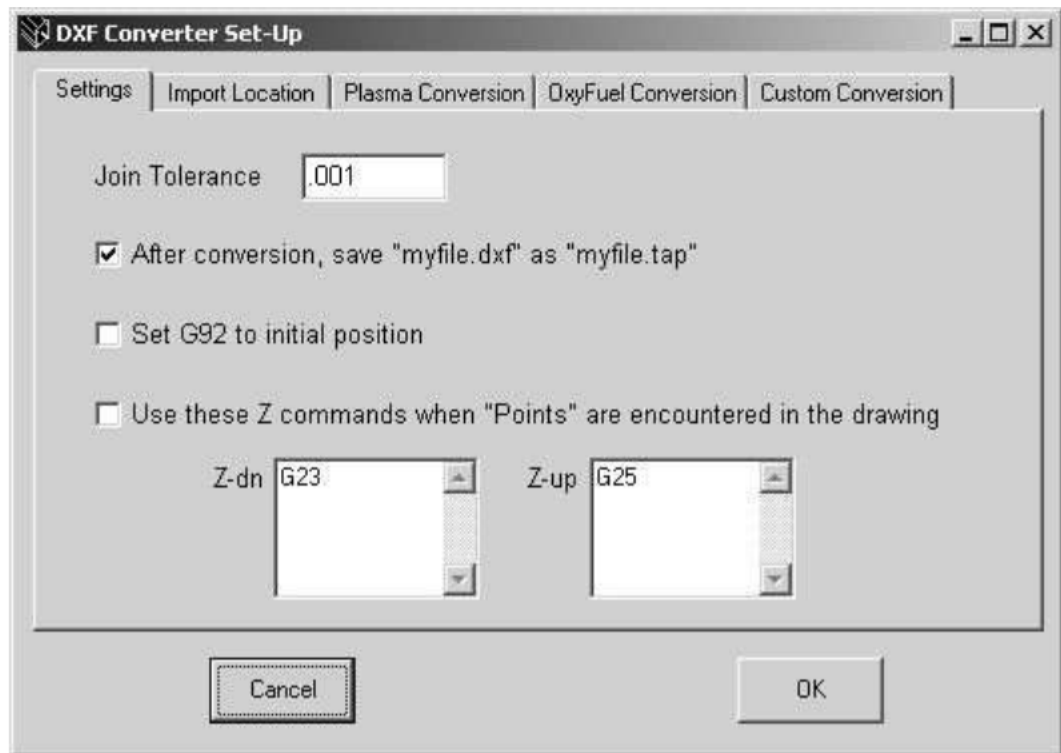 DXF Converter Set-Up
Settings Import Location Plasma Conversion OxyFuel Conversion Custom Conversion
Join Tolerance .001
After conversion, save "myfile.dxf" as "myfile.tap"
Set G92 to initial position
Use these Z commands when "Points" are encountered in the drawing
Z-dn G23 Z-up G25
Cancel OK